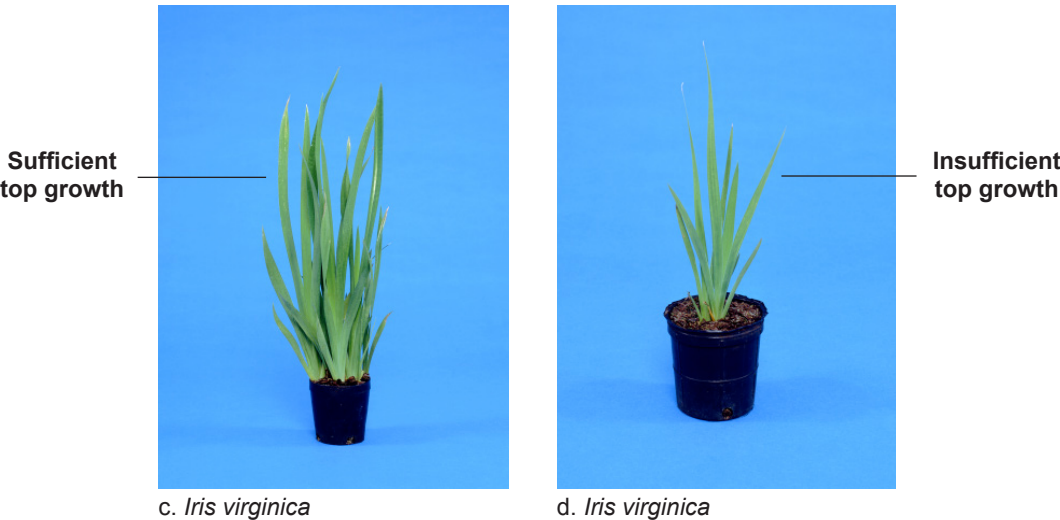 Sufficient
top growth
Insufficient
top growth
c. Iris virginica
d. Iris virginica